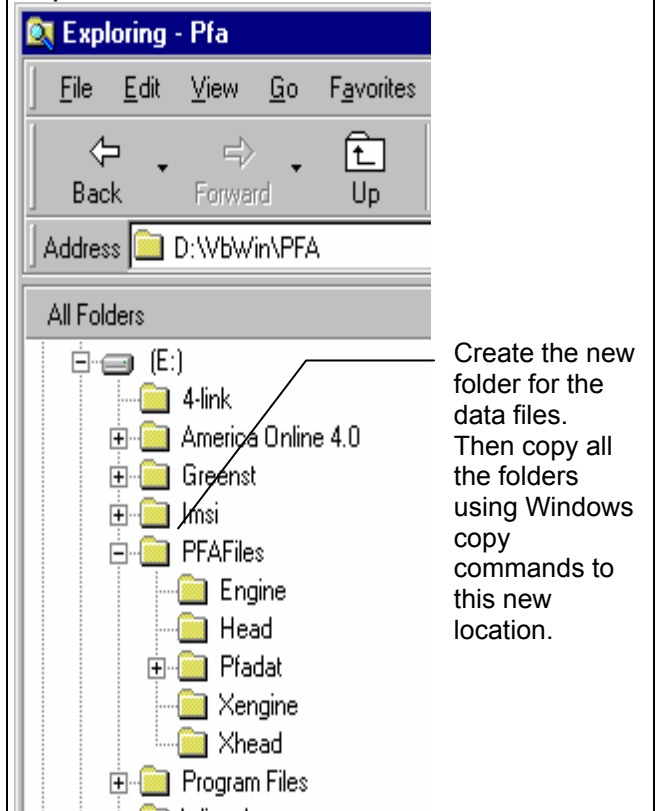 Exploring - Pfa
File Edit View Go Favorites
Back Forward Up
Address D:\VbWin\PFA
All Folders
(E:)
4-link
America Online 4.0
Greenst
Imsi
PFAFiles
Engine
Head
Pfadat
Xengine
Xhead
Program Files
Create the new
folder for the
data files.
Then copy all
the folders
using Windows
copy
commands to
this new
location.